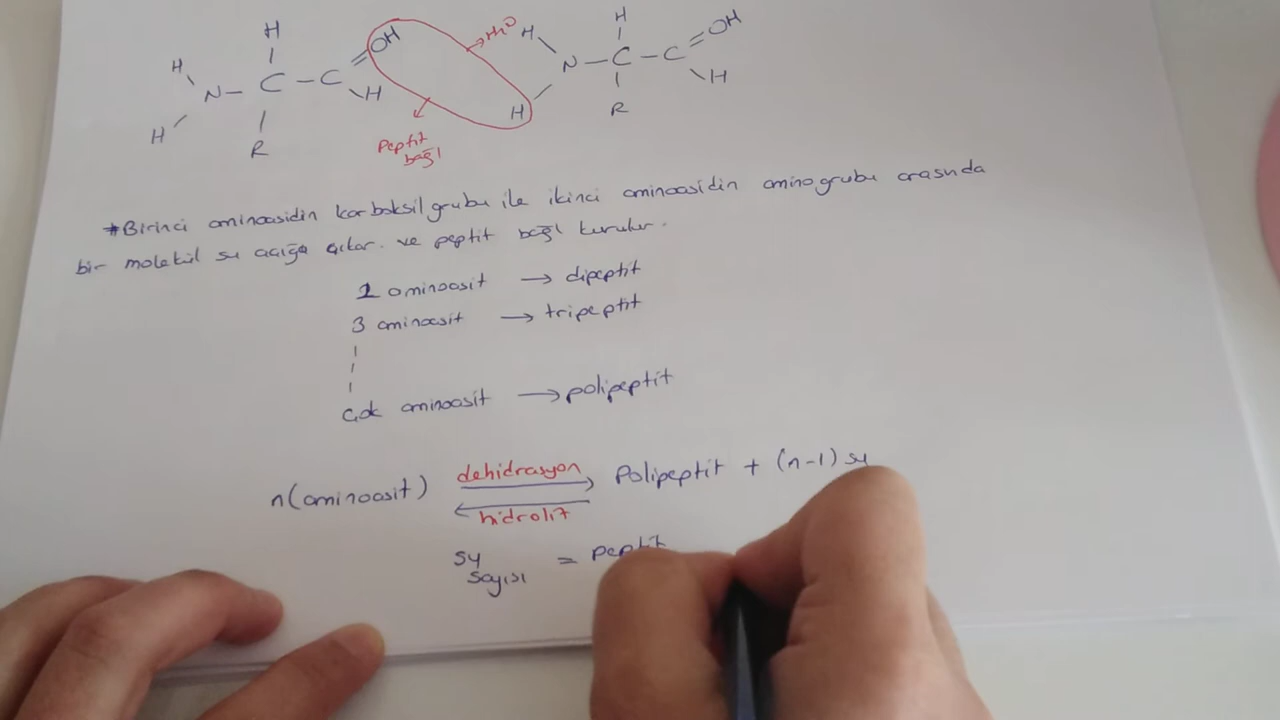 H H
H N – C – C OH H R
H₂O
H H N – C – C OH H R
Peptit
bağı
*Birinci aminoasidin karboksil grubu ile ikinci aminoasidin amino grubu arasında
bir molekül su açığa çıkar. ve peptit bağı kurulur.
2 aminoasit → dipeptit
3 aminoasit → tripeptit
Çok aminoasit → polipeptit
dehidrasyon
n(aminoasit) Polipeptit + (n-1) su
hidroliz
su = Peptit
sayısı